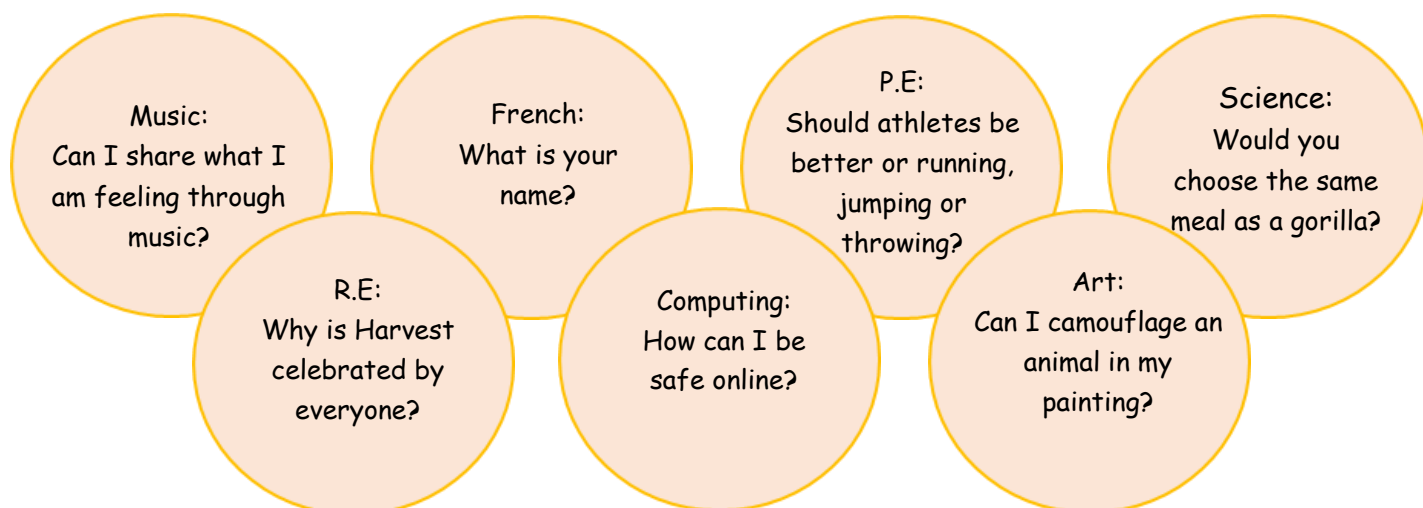 Music:
Can I share what I
am feeling through
music?
French:
What is your
name?
P.E:
Should athletes be
better or running,
jumping or
throwing?
Science:
Would you
choose the same
meal as a gorilla?
R.E:
Why is Harvest
celebrated by
everyone?
Computing:
How can I be
safe online?
Art:
Can I camouflage an
animal in my
painting?